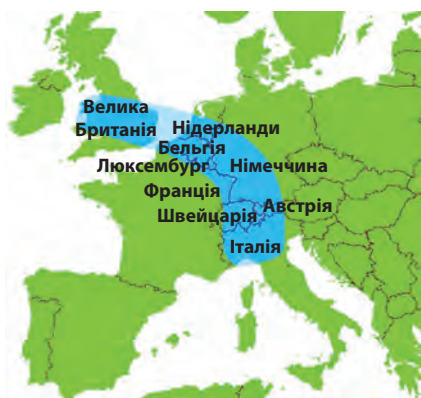 Велика
Британія
Нідерланди
Бельгія
Люксембург
Німеччина
Франція
Австрія
Швейцарія
Італія